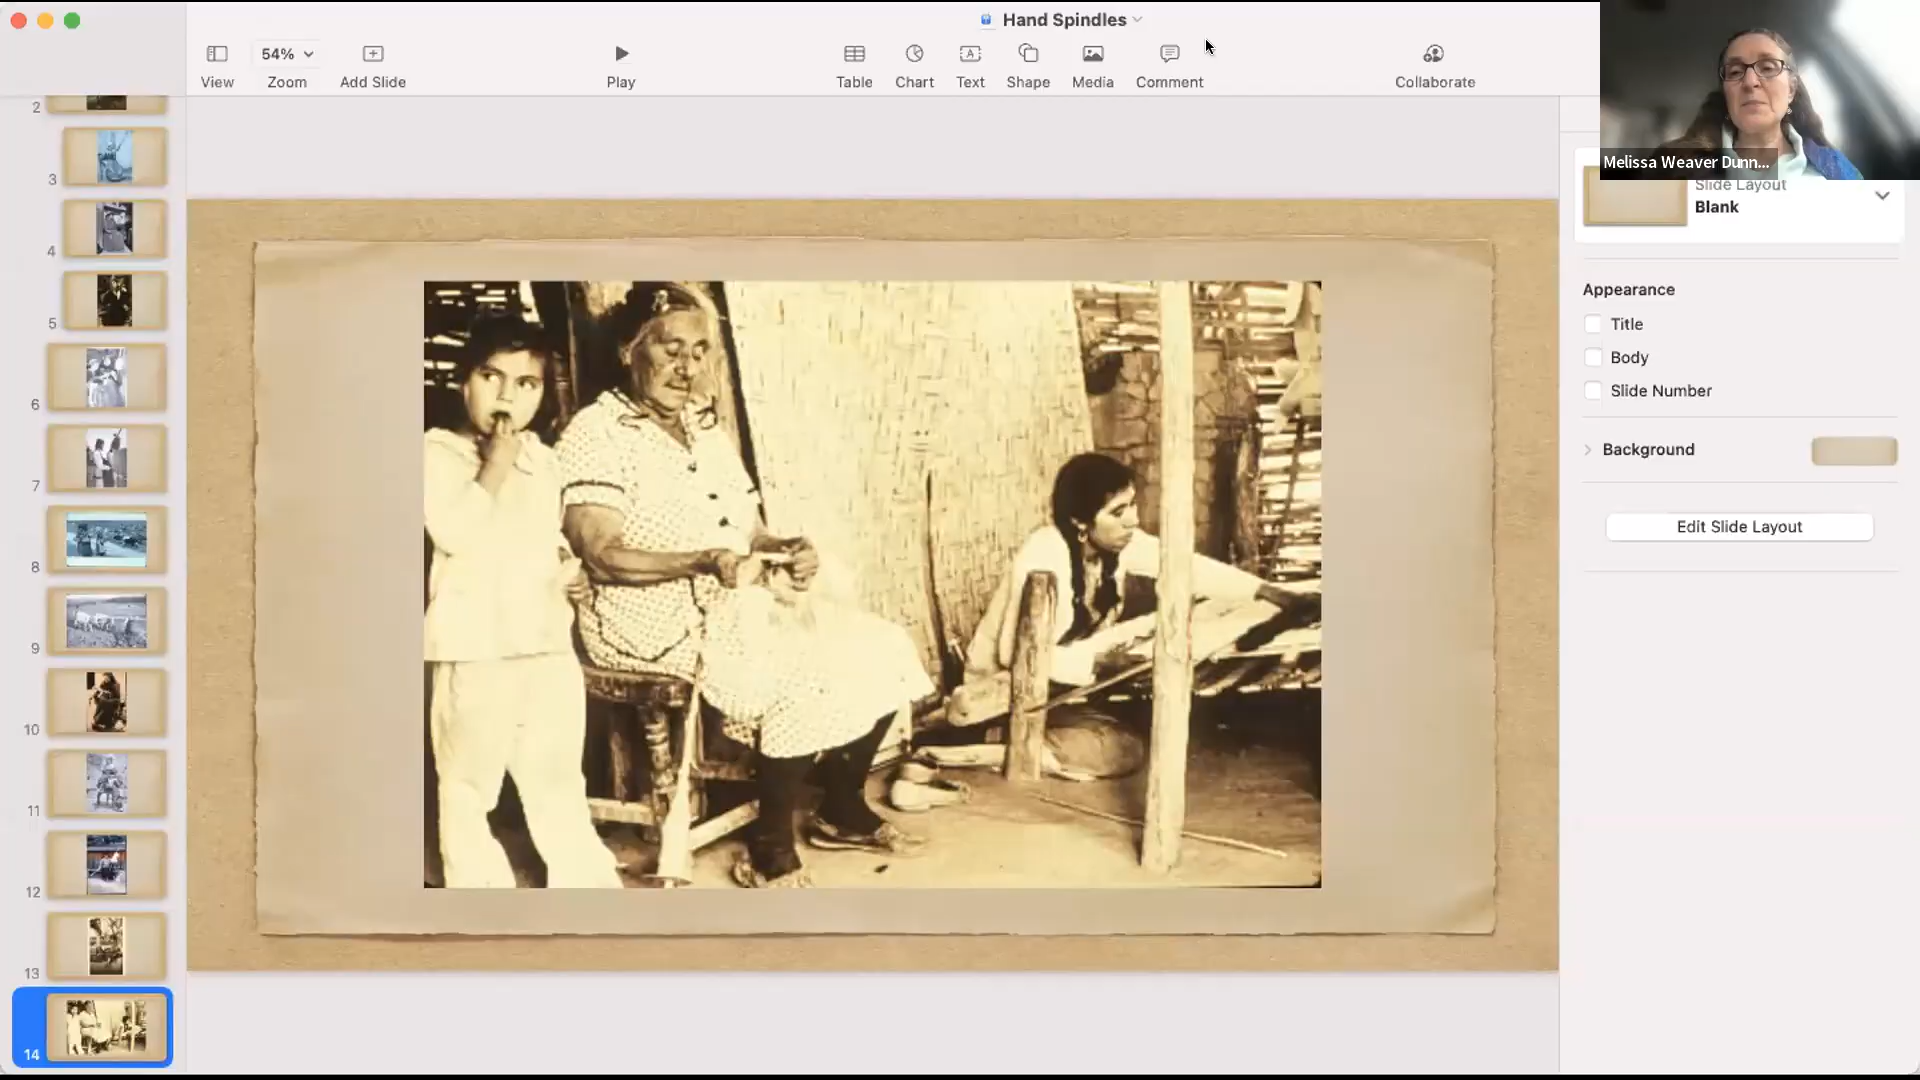 Hand Spindles
54%
View
Zoom
Add Slide
Play
Table
Chart
Text
Shape
Media
Comment
Collaborate
Melissa Weaver Dunn...
Slide Layout
Blank
Appearance
Title
Body
Slide Number
Background
Edit Slide Layout
2
3
4
5
6
7
8
9
10
11
12
13
14